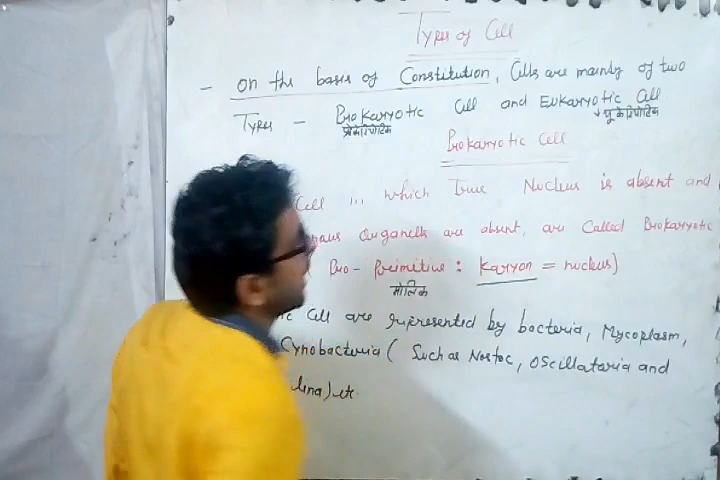 Types of Cell
- On the basis of Constitution, Cells are mainly of two
Types - Prokaryotic Cell and Eukaryotic Cell
प्रोकैरियोटिक यूकैरियोटिक
Prokaryotic Cell
Cell in which True Nucleus is absent and
Organells are absent, are Called Prokaryotic
Pro - Primitive : Karyon = nucleus)
मौलिक
Cell are represented by bacteria, Mycoplasm,
Cynobacteria ( Such as Nostoc, Oscillataria and
lina) etc.